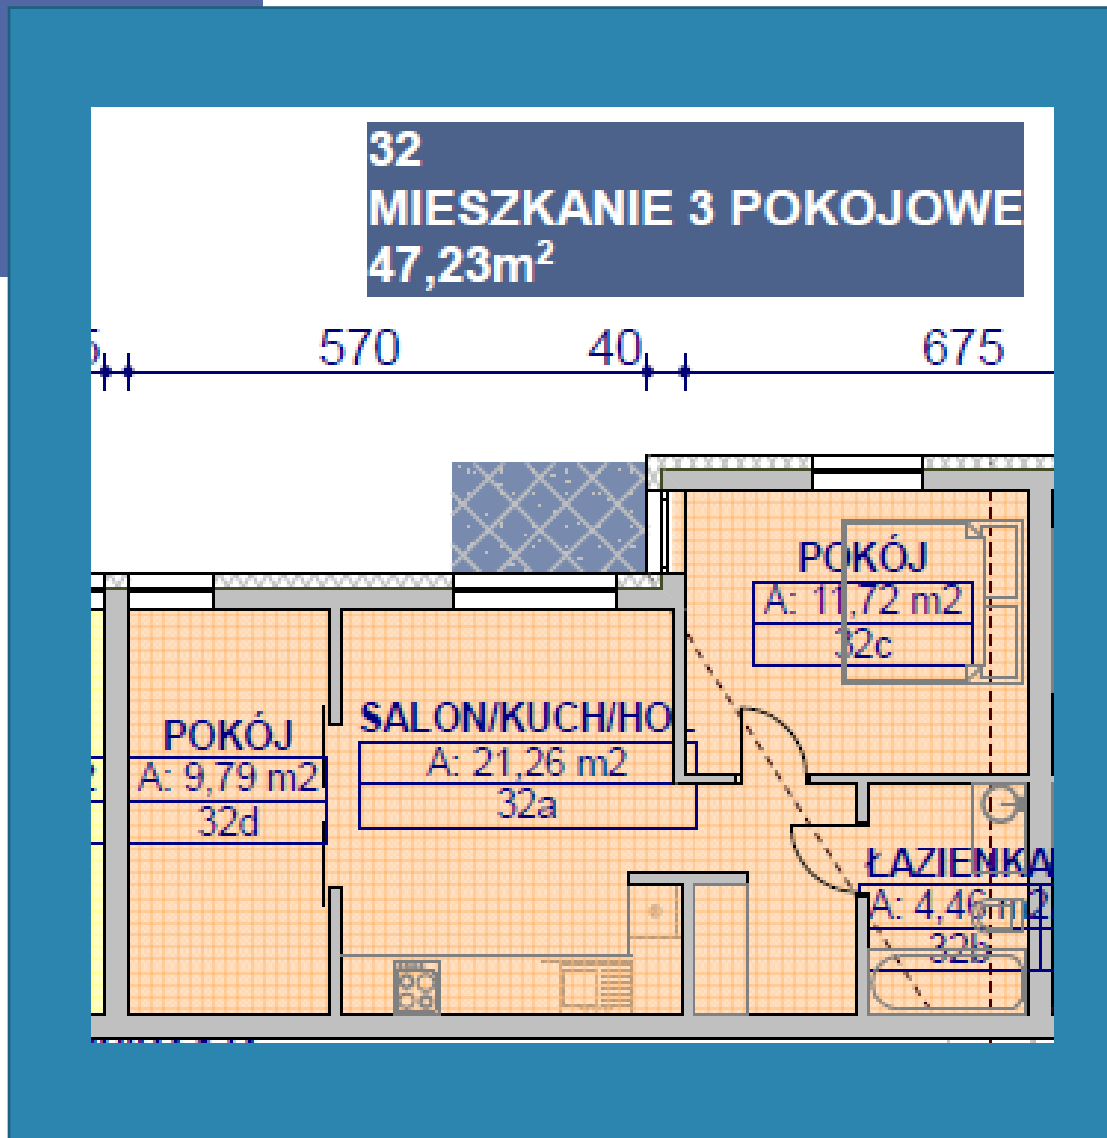 32
MIESZKANIE 3 POKOJOWE
47,23m²
570 40 675
POKÓJ
A: 11,72 m2
32c
SALON/KUCH/HO
A: 21,26 m2
32a
POKÓJ
A: 9,79 m2
32d
ŁAZIENKA
A: 4,46 m2
32b